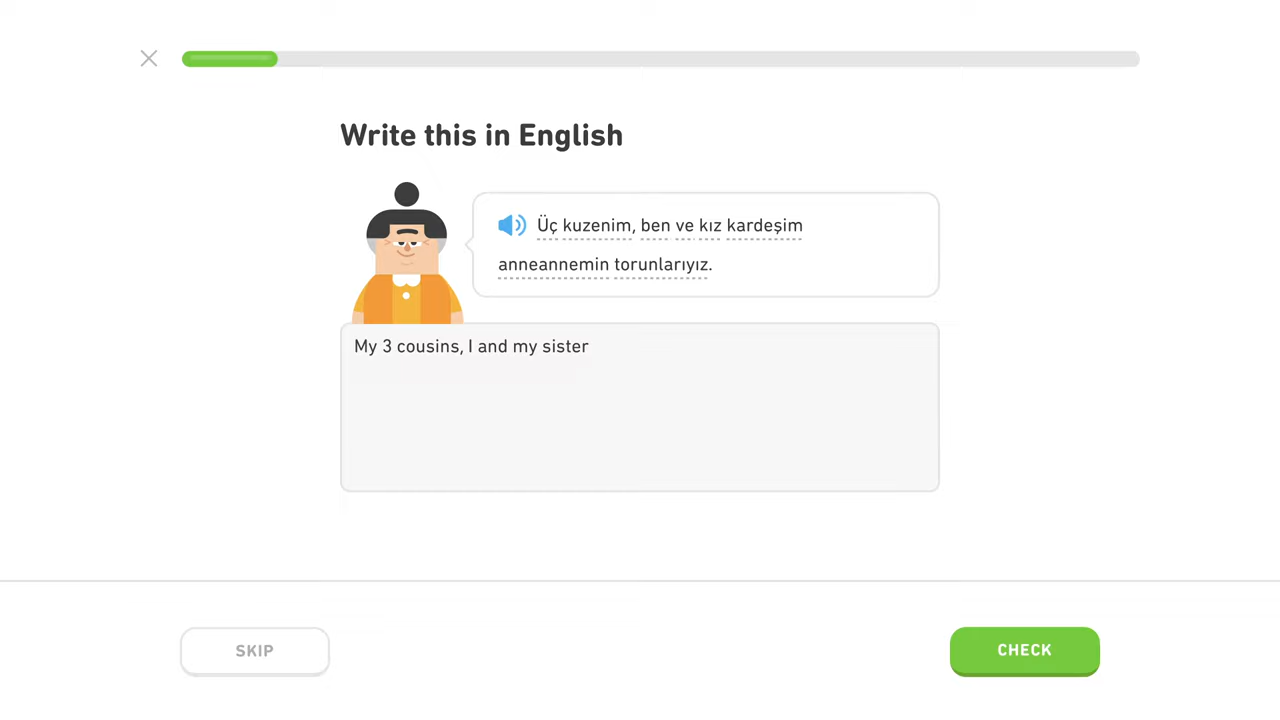 Write this in English
Üç kuzenim, ben ve kız kardeşim
anneannemin torunlarıyız.
My 3 cousins, I and my sister
SKIP
CHECK